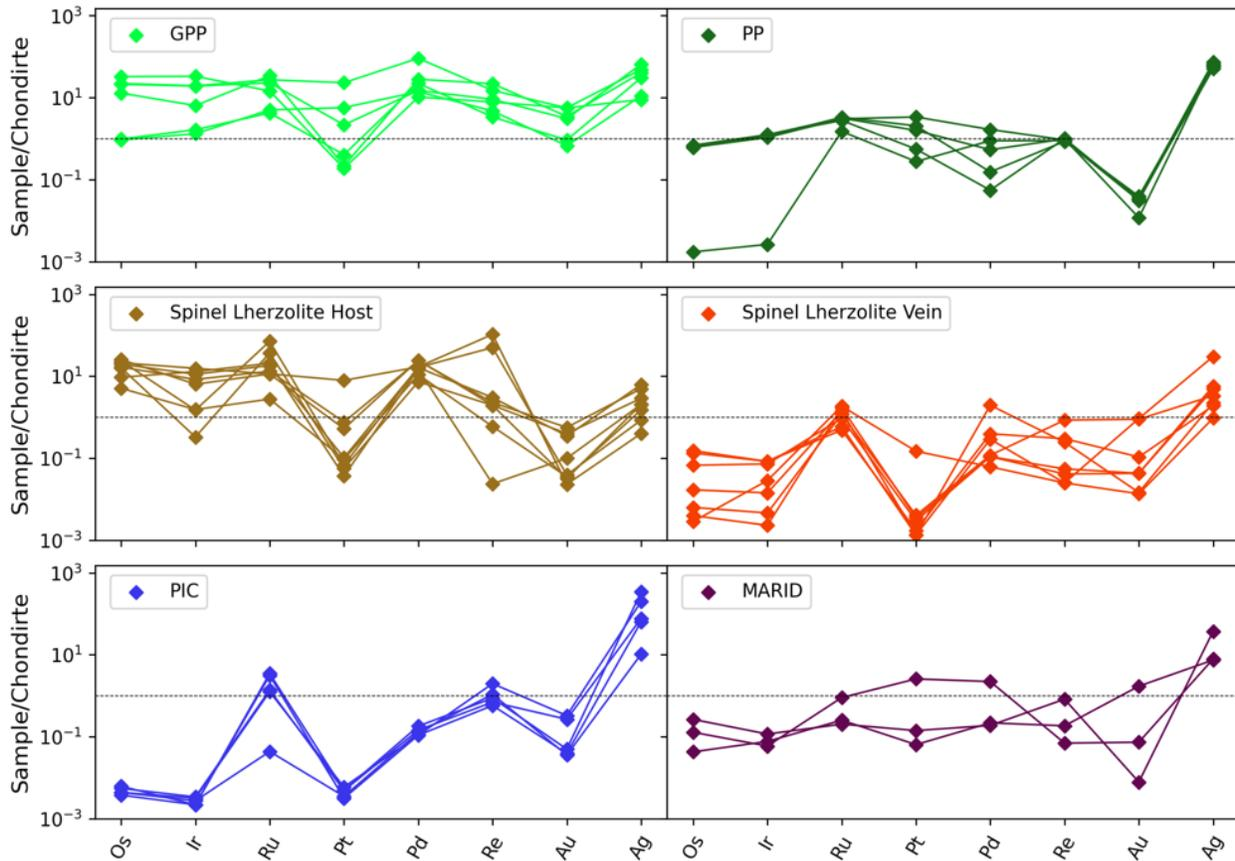 10³
GPP
PP
10¹
10⁻¹
10⁻³
Sample/Chondirte
10³
Spinel Lherzolite Host
Spinel Lherzolite Vein
10¹
10⁻¹
10⁻³
Sample/Chondirte
10³
PIC
MARID
10¹
10⁻¹
10⁻³
Sample/Chondirte
Os Ir Ru Pt Pd Re Au Ag Os Ir Ru Pt Pd Re Au Ag